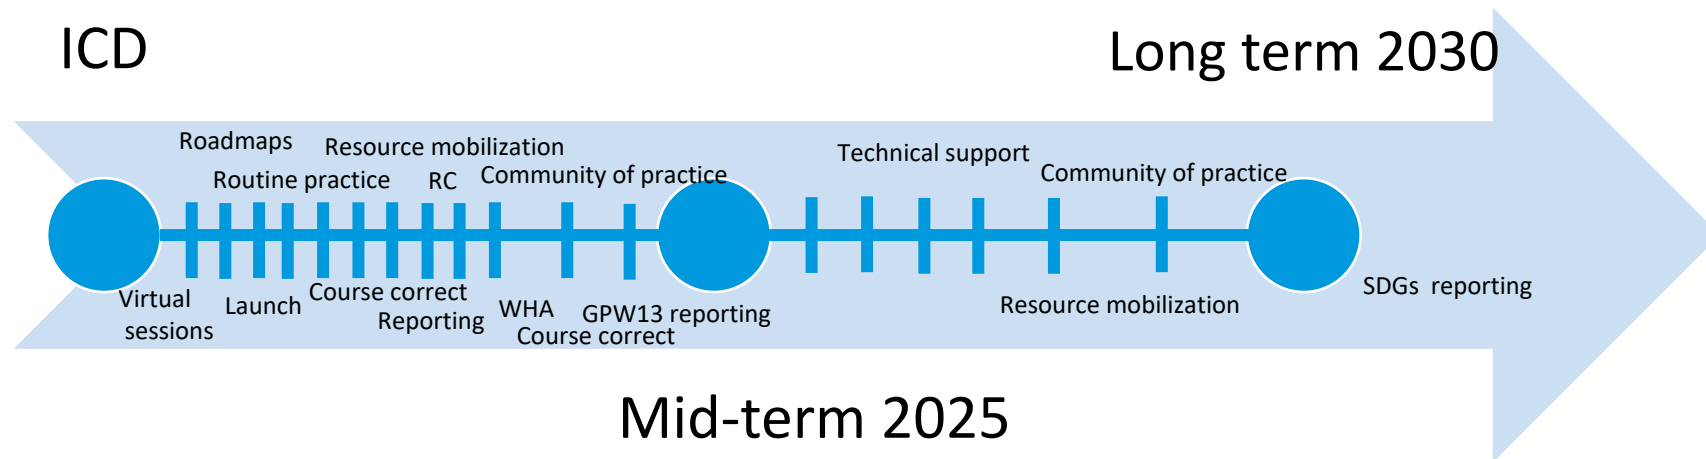 ICD
Long term 2030
Roadmaps
Resource mobilization
Routine practice
RC
Community of practice
Technical support
Community of practice
Virtual
sessions
Launch
Course correct
Reporting
WHA
Course correct
GPW13 reporting
Resource mobilization
SDGs  reporting
Mid-term 2025